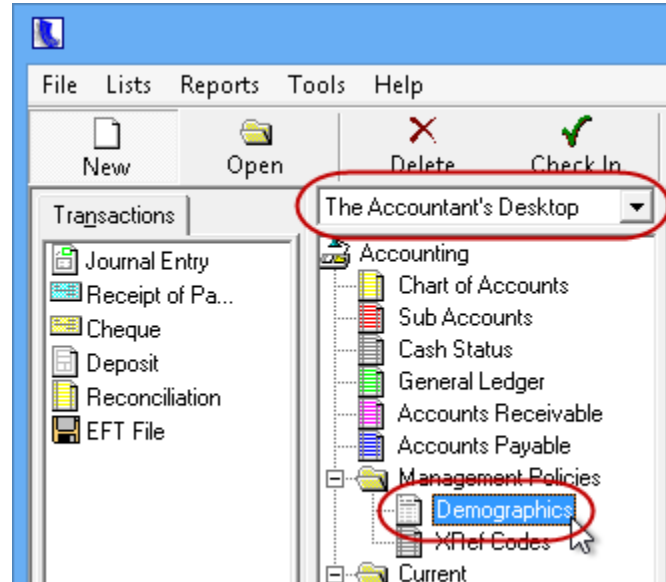 File Lists Reports Tools Help
New Open Delete Check In
Transactions
The Accountant's Desktop
Journal Entry
Receipt of Pa...
Cheque
Deposit
Reconciliation
EFT File
Accounting
Chart of Accounts
Sub Accounts
Cash Status
General Ledger
Accounts Receivable
Accounts Payable
Management Policies
Demographics
XRef Codes
Current